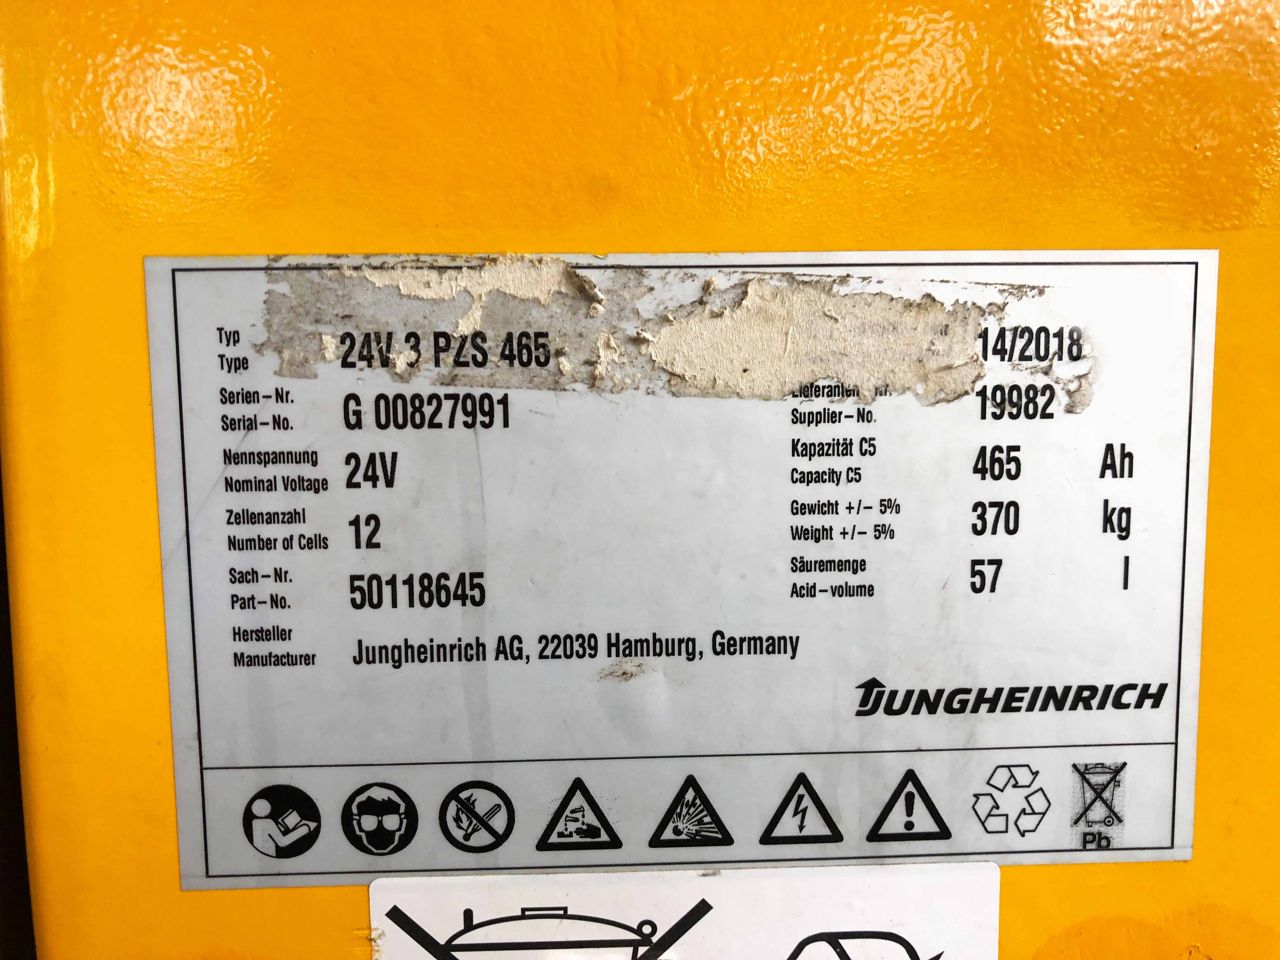 Typ
Type
24V 3 PZS 465
14/2018
Serien-Nr.
Serial-No.
G 00827991
Supplier-No.
19982
Nennspannung
Nominal Voltage
24V
Kapazität C5
Capacity C5
465 Ah
Zellenanzahl
Number of Cells
12
Gewicht +/- 5%
Weight +/- 5%
370 kg
Sach-Nr.
Part-No.
50118645
Säuremenge
Acid-volume
57 l
Hersteller
Manufacturer
Jungheinrich AG, 22039 Hamburg, Germany
JUNGHEINRICH
Pb